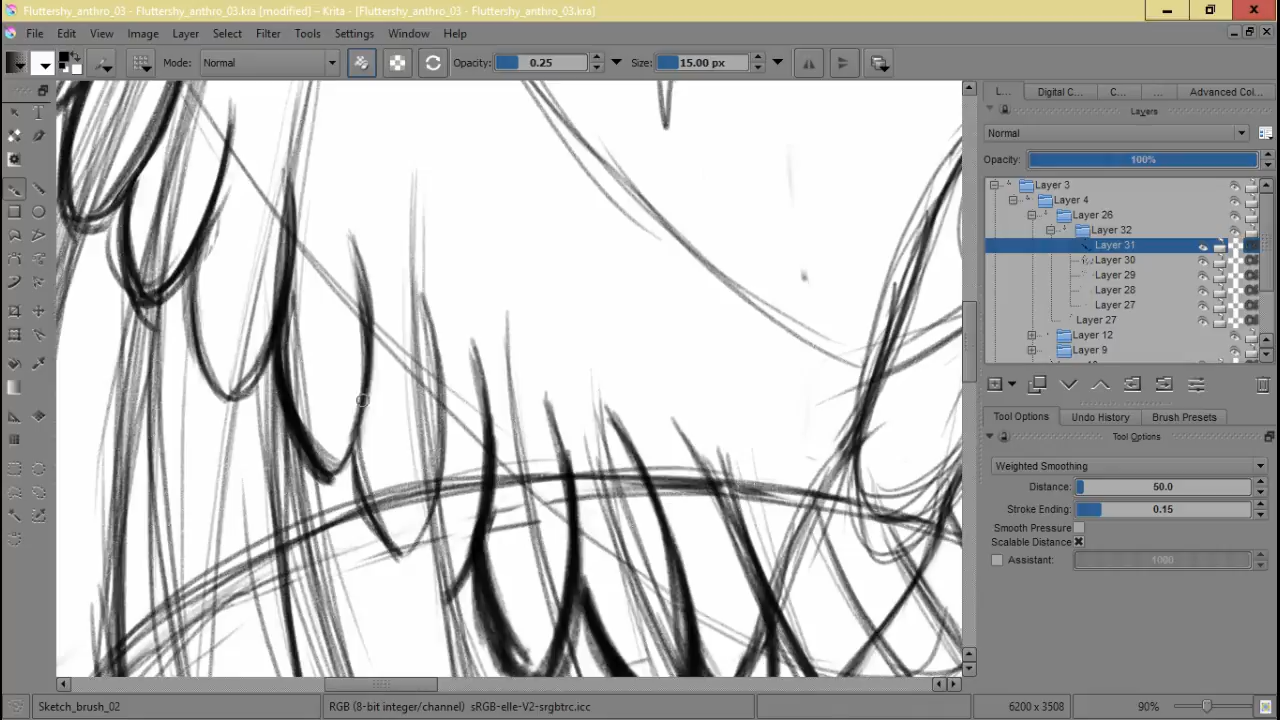 Fluttershy_anthro_03 - Fluttershy_anthro_03.kra [modified] – Krita - [Fluttershy_anthro_03 - Fluttershy_anthro_03.kra]
File Edit View Image Layer Select Filter Tools Settings Window Help
Mode: Normal Opacity: 0.25 Size: 15.00 px
L... Digital C... C... ... Advanced Col...
Layers
Normal
Opacity: 100%
Layer 3
Layer 4
Layer 26
Layer 32
Layer 31
Layer 30
Layer 29
Layer 28
Layer 27
Layer 27
Layer 12
Layer 9
Tool Options Undo History Brush Presets
Tool Options
Weighted Smoothing
Distance: 50.0
Stroke Ending: 0.15
Smooth Pressure
Scalable Distance
Assistant: 1000
Sketch_brush_02 RGB (8-bit integer/channel) sRGB-elle-V2-srgbtrc.icc 6200 x 3508 90%